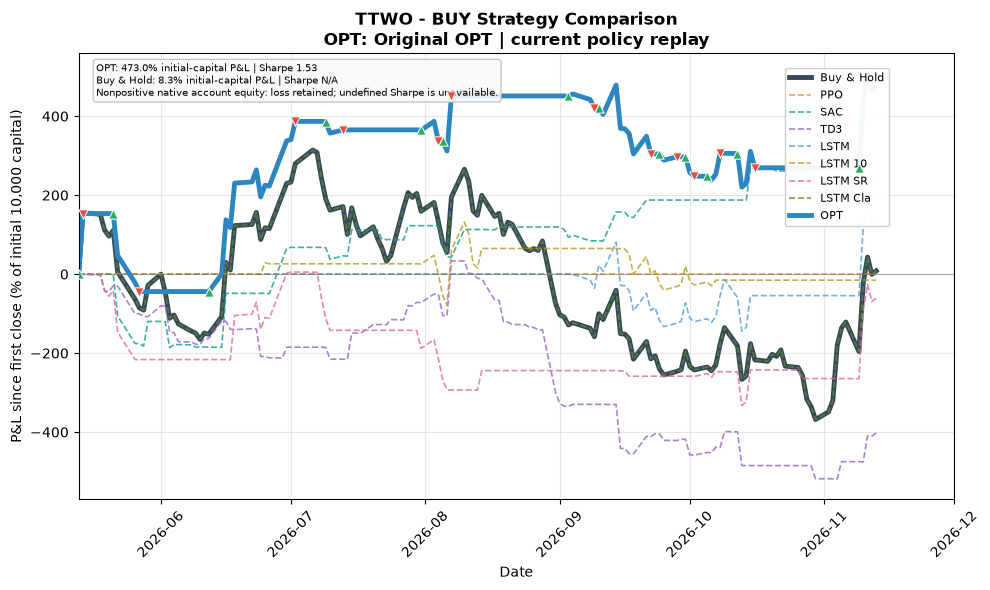 TTWO - BUY Strategy Comparison
OPT: Original OPT | current policy replay
OPT: 473.0% initial-capital P&L | Sharpe 1.53
Buy & Hold: 8.3% initial-capital P&L | Sharpe N/A
Nonpositive native account equity: loss retained; undefined Sharpe is unavailable.
Buy & Hold
PPO
SAC
TD3
LSTM
LSTM 10
LSTM SR
LSTM Cla
OPT
P&L since first close (% of initial 10,000 capital)
400
200
0
−200
−400
2026-06
2026-07
2026-08
2026-09
2026-10
2026-11
2026-12
Date